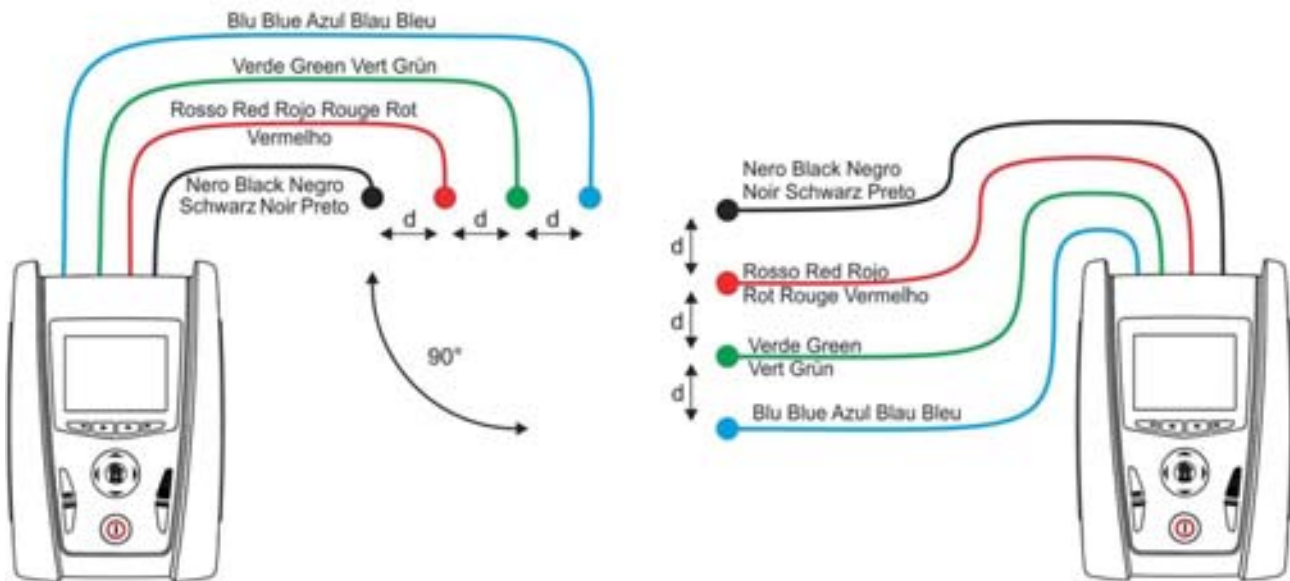 Blu Blue Azul Blau Bleu
Verde Green Vert Grün
Rosso Red Rojo Rouge Rot
Vermelho
Nero Black Negro
Schwarz Noir Preto
d
d
d
90°
Nero Black Negro
Noir Schwarz Preto
d
Rosso Red Rojo
Rot Rouge Vermelho
d
Verde Green
Vert Grün
d
Blu Blue Azul Blau Bleu